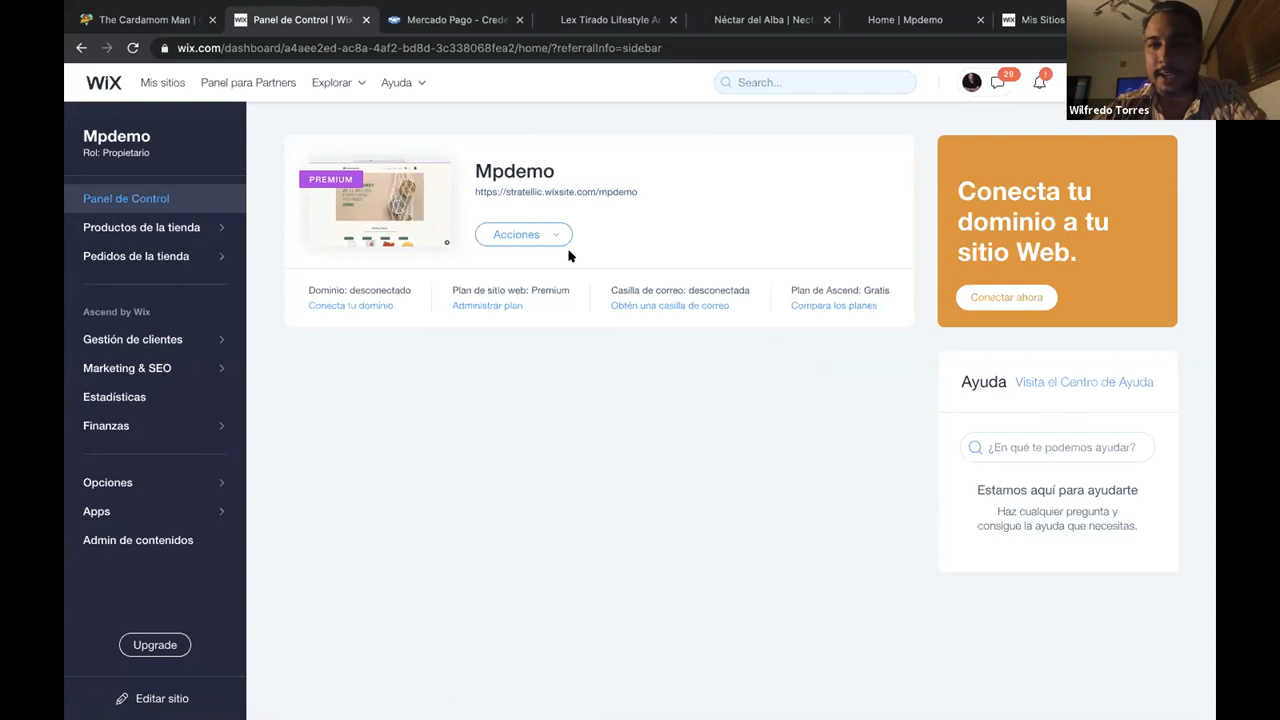 The Cardamom Man |
Panel de Control | Wix
Mercado Pago - Crede
Lex Tirado Lifestyle Ar
Néctar del Alba | Nect
Home | Mpdemo
Mis Sitios
wix.com/dashboard/a4aee2ed-ac8a-4af2-bd8d-3c338068fea2/home/?referralInfo=sidebar
Wilfredo Torres
WiX
Mis sitios
Panel para Partners
Explorar
Ayuda
Search...
29
!
Mpdemo
Rol: Propietario
Panel de Control
Productos de la tienda
Pedidos de la tienda
Ascend by Wix
Gestión de clientes
Marketing & SEO
Estadísticas
Finanzas
Opciones
Apps
Admin de contenidos
Upgrade
Editar sitio
PREMIUM
Mpdemo
https://stratellic.wixsite.com/mpdemo
Acciones
Dominio: desconectado
Conecta tu dominio
Plan de sitio web: Premium
Administrar plan
Casilla de correo: desconectada
Obtén una casilla de correo
Plan de Ascend: Gratis
Compara los planes
Conecta tu
dominio a tu
sitio Web.
Conectar ahora
Ayuda Visita el Centro de Ayuda
¿En qué te podemos ayudar?
Estamos aquí para ayudarte
Haz cualquier pregunta y
consigue la ayuda que necesitas.